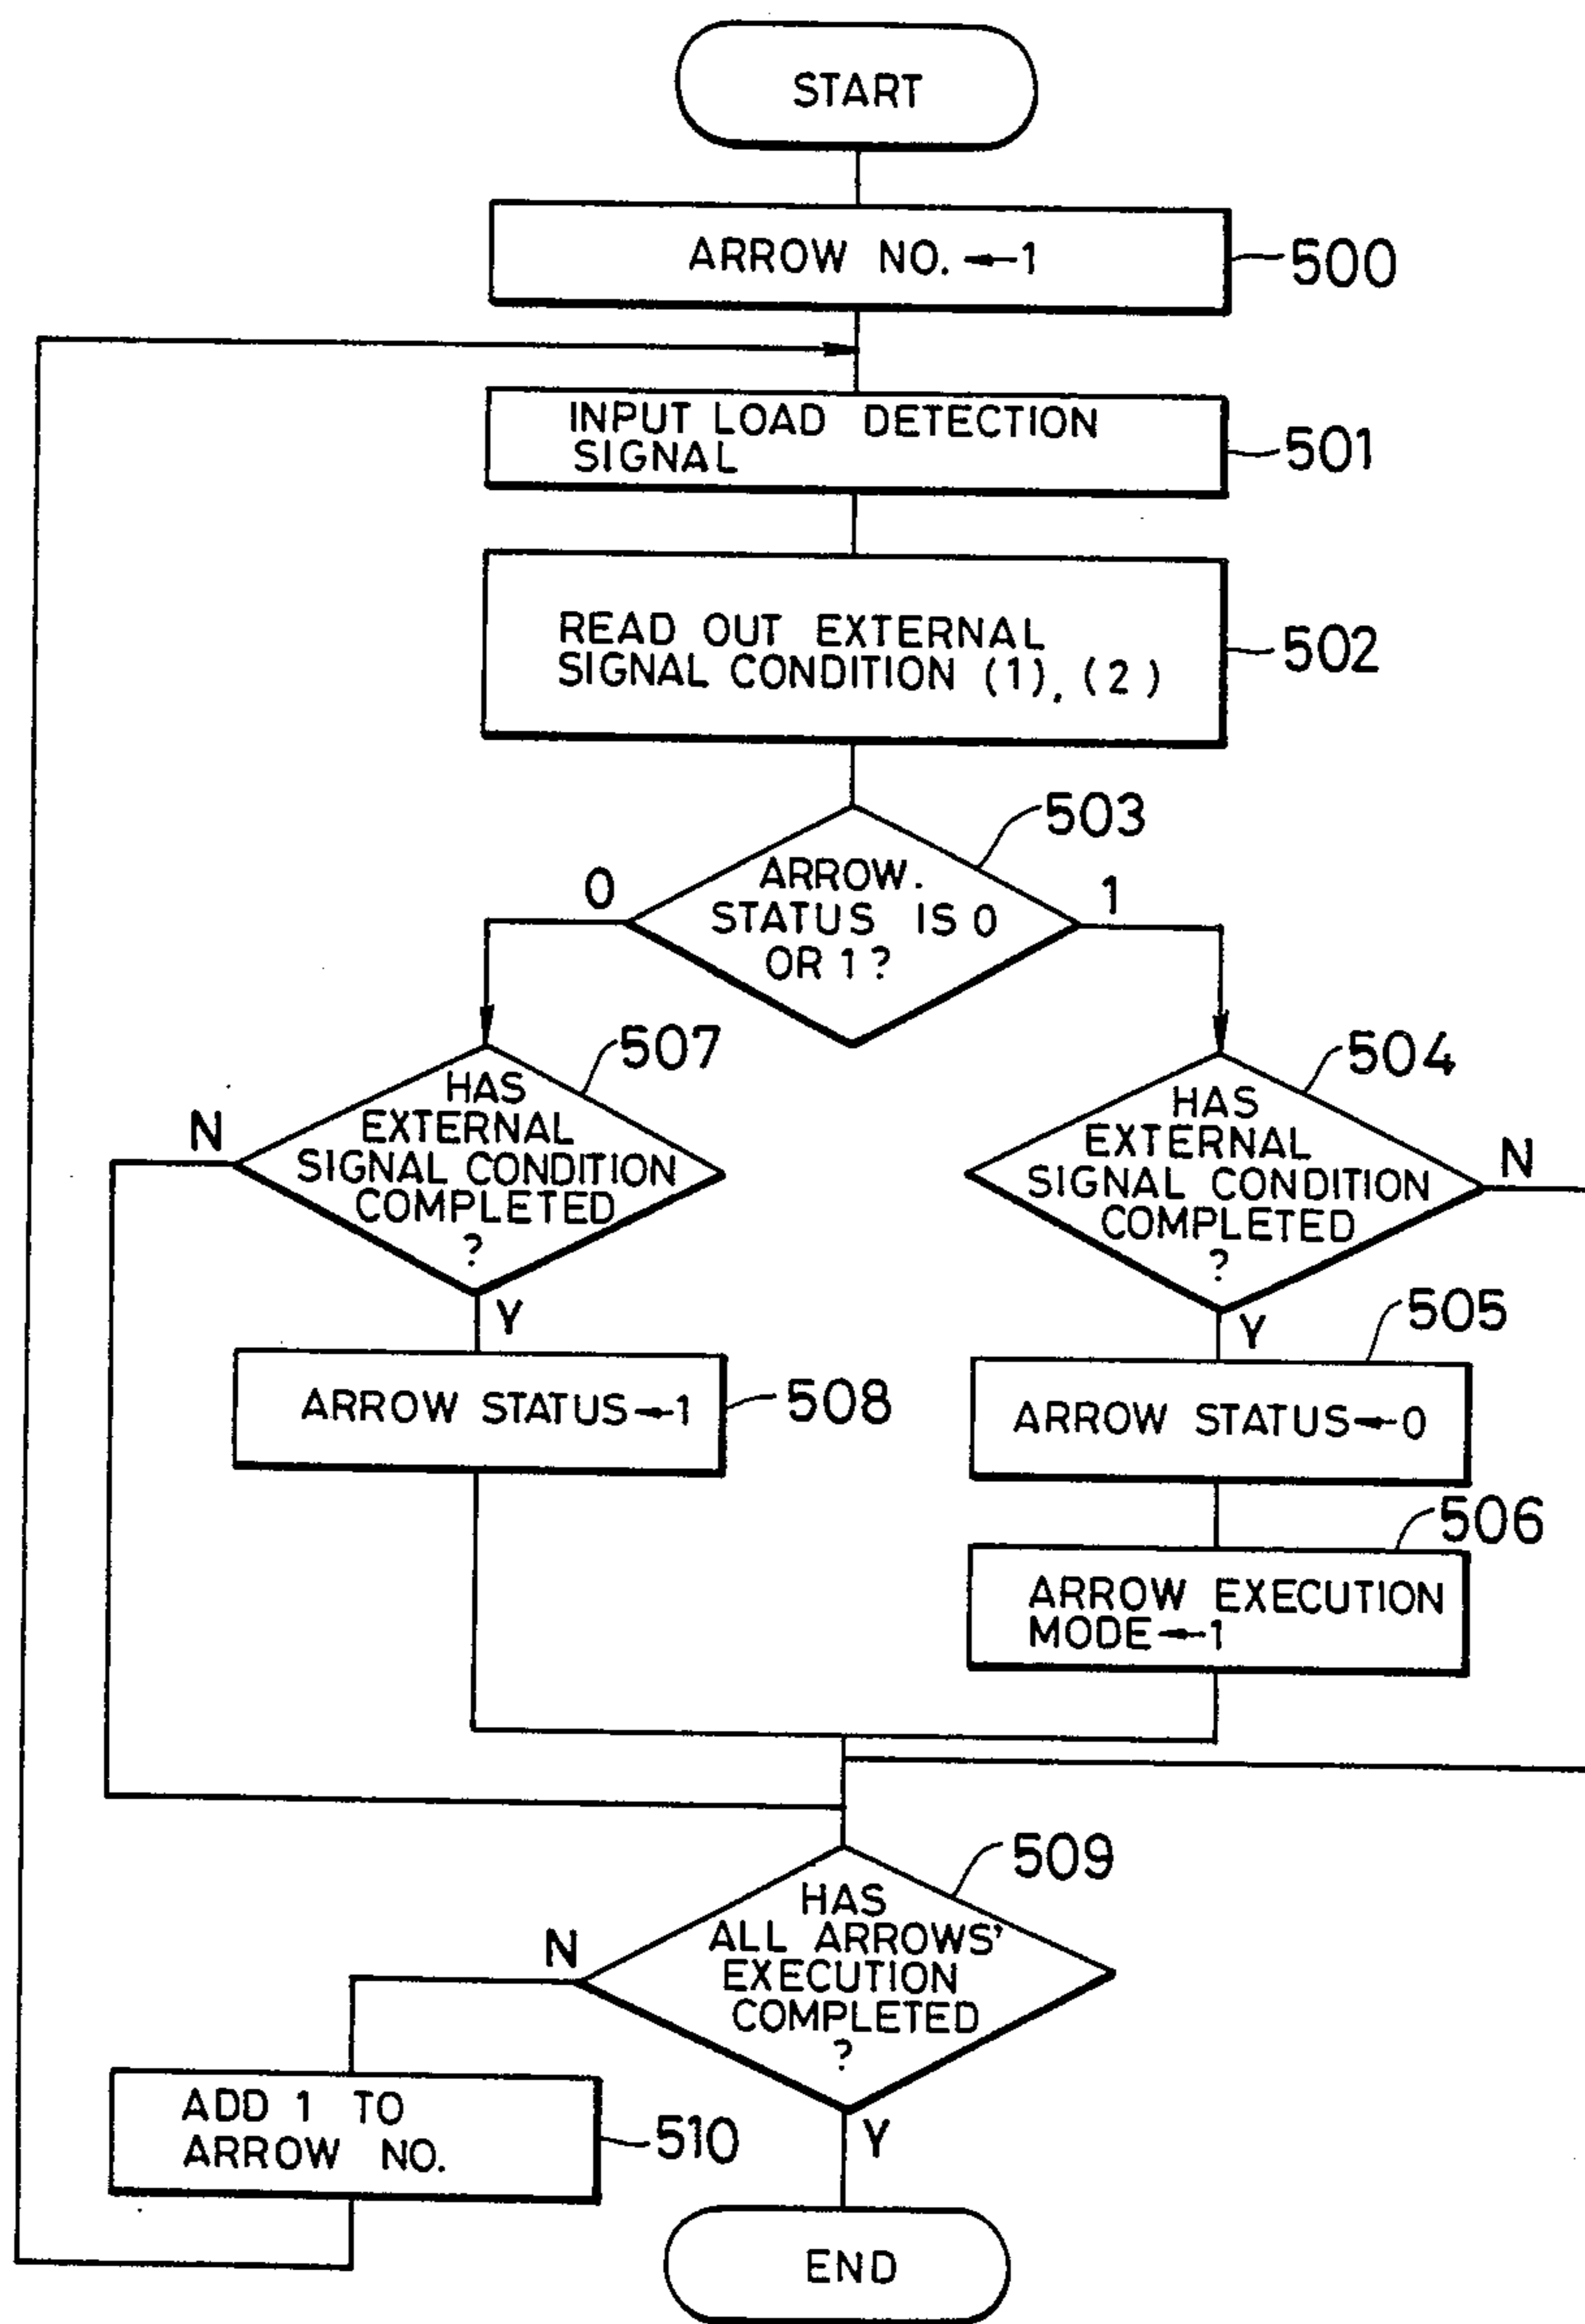 START
ARROW NO. ←1
500
INPUT LOAD DETECTION
SIGNAL
501
READ OUT EXTERNAL
SIGNAL CONDITION (1), (2)
502
503
ARROW.
STATUS IS 0
OR 1?
0
1
507
HAS
EXTERNAL
SIGNAL CONDITION
COMPLETED
?
N
Y
504
HAS
EXTERNAL
SIGNAL CONDITION
COMPLETED
?
N
Y
ARROW STATUS←1
508
505
ARROW STATUS←0
506
ARROW EXECUTION
MODE←1
509
HAS
ALL ARROWS'
EXECUTION
COMPLETED
?
N
Y
ADD 1 TO
ARROW NO.
510
END